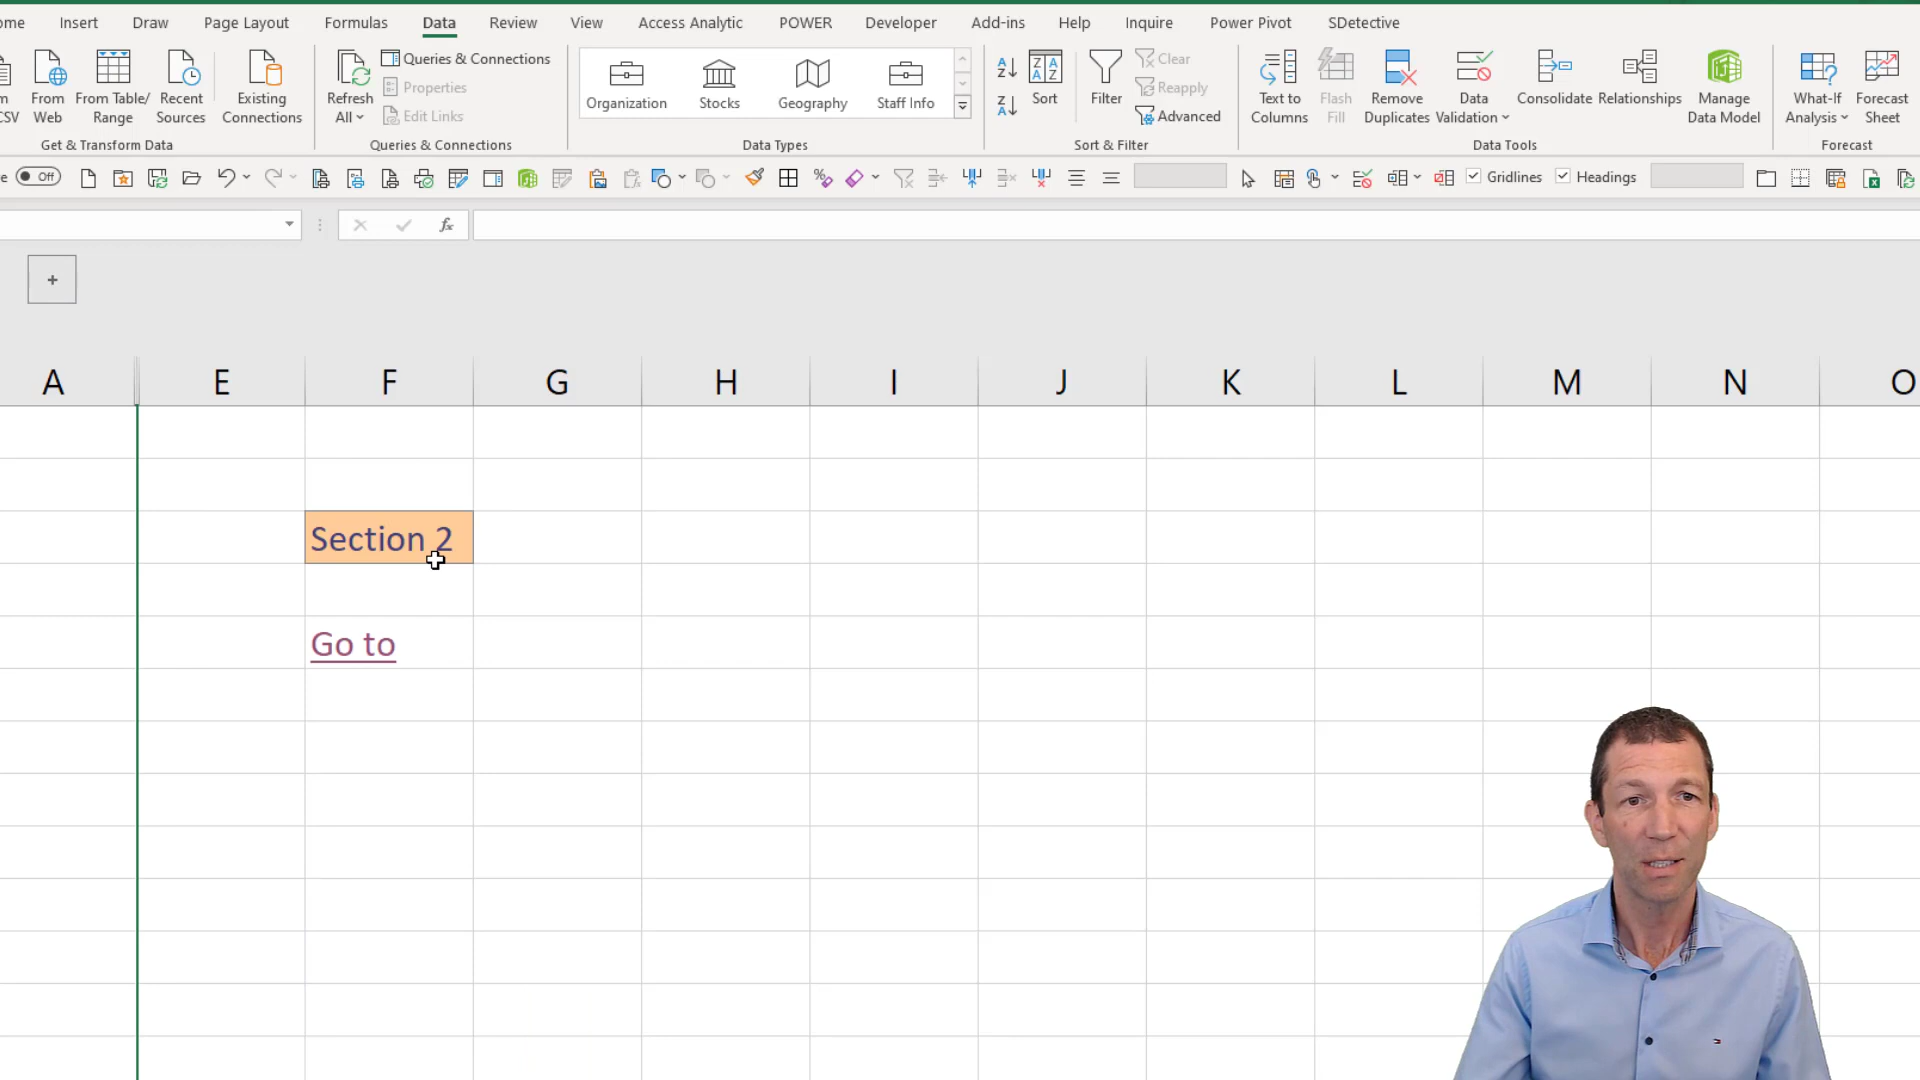 ome Insert Draw Page Layout Formulas Data Review View Access Analytic POWER Developer Add-ins Help Inquire Power Pivot SDetective
m
CSV
From
Web
From Table/
Range
Recent
Sources
Existing
Connections
Get & Transform Data
Refresh
All
Queries & Connections
Properties
Edit Links
Queries & Connections
Organization Stocks Geography Staff Info
Data Types
Sort
Filter
Clear
Reapply
Advanced
Sort & Filter
Text to
Columns
Flash
Fill
Remove
Duplicates
Data
Validation
Consolidate
Relationships
Manage
Data Model
Data Tools
What-If
Analysis
Forecast
Sheet
Forecast
e Off Gridlines Headings
fx
+
A E F G H I J K L M N O
Section 2
Go to